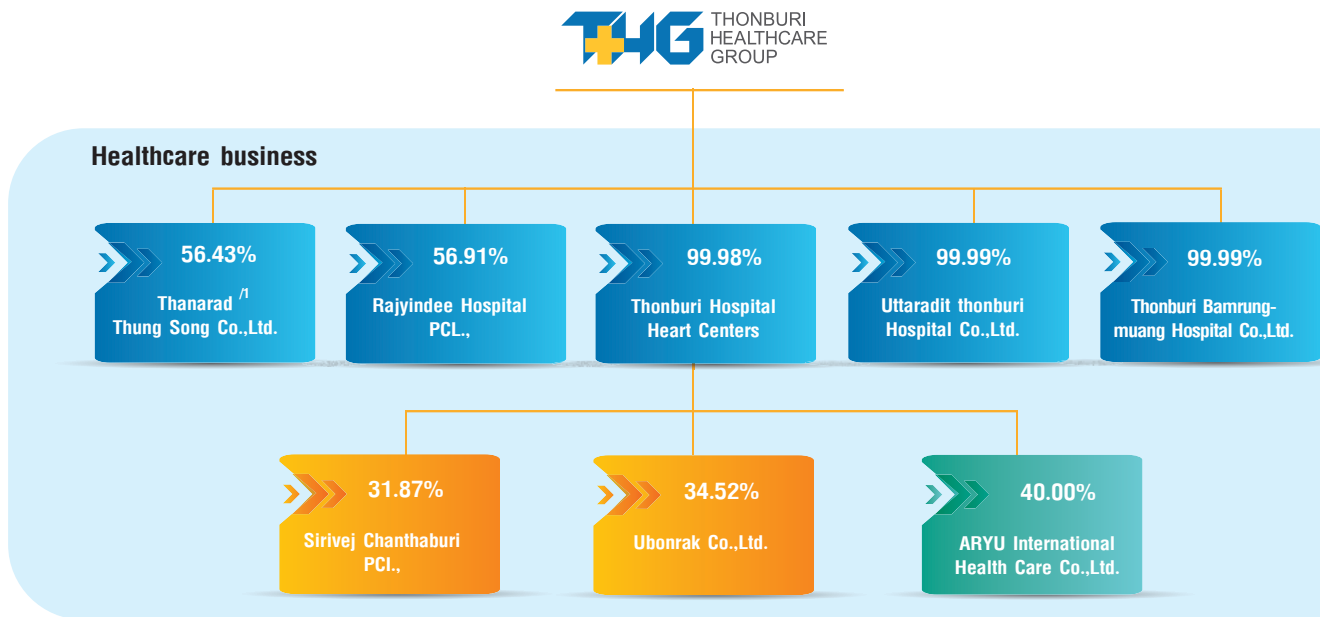 THG
THONBURI
HEALTHCARE
GROUP
Healthcare business
56.43%
Thanarad /1
Thung Song Co.,Ltd.
56.91%
Rajyindee Hospital
PCL.,
99.98%
Thonburi Hospital
Heart Centers
99.99%
Uttaradit thonburi
Hospital Co.,Ltd.
99.99%
Thonburi Bamrung-
muang Hospital Co.,Ltd.
31.87%
Sirivej Chanthaburi
PCl.,
34.52%
Ubonrak Co.,Ltd.
40.00%
ARYU International
Health Care Co.,Ltd.